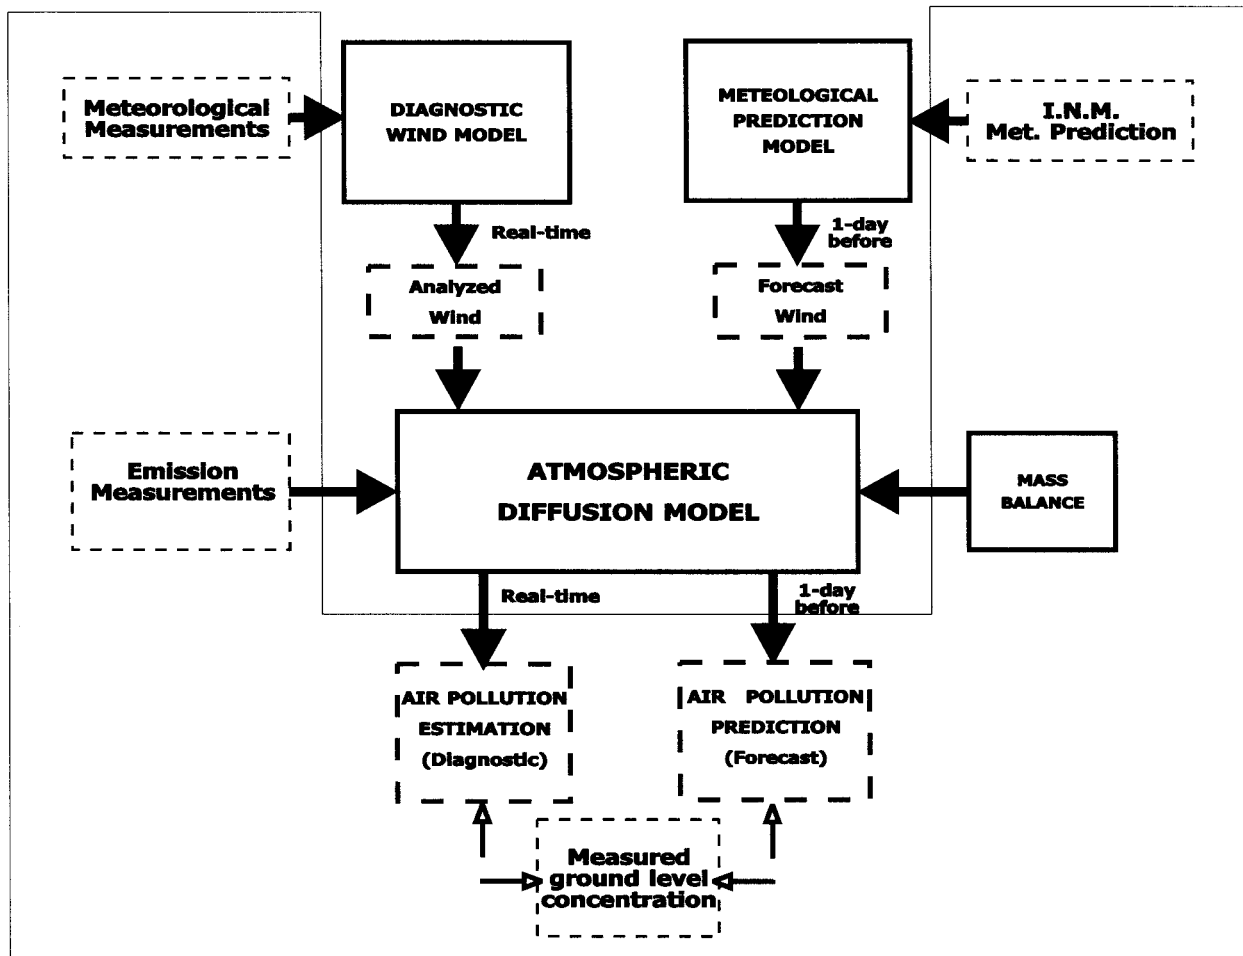 Meteorological
Measurements
DIAGNOSTIC
WIND MODEL
METEOLOGICAL
PREDICTION
MODEL
I.N.M.
Met. Prediction
Real-time
1-day
before
Analyzed
Wind
Forecast
Wind
Emission
Measurements
ATMOSPHERIC
DIFFUSION MODEL
MASS
BALANCE
Real-time
1-day
before
AIR POLLUTION
ESTIMATION
(Diagnostic)
AIR POLLUTION
PREDICTION
(Forecast)
Measured
ground level
concentration